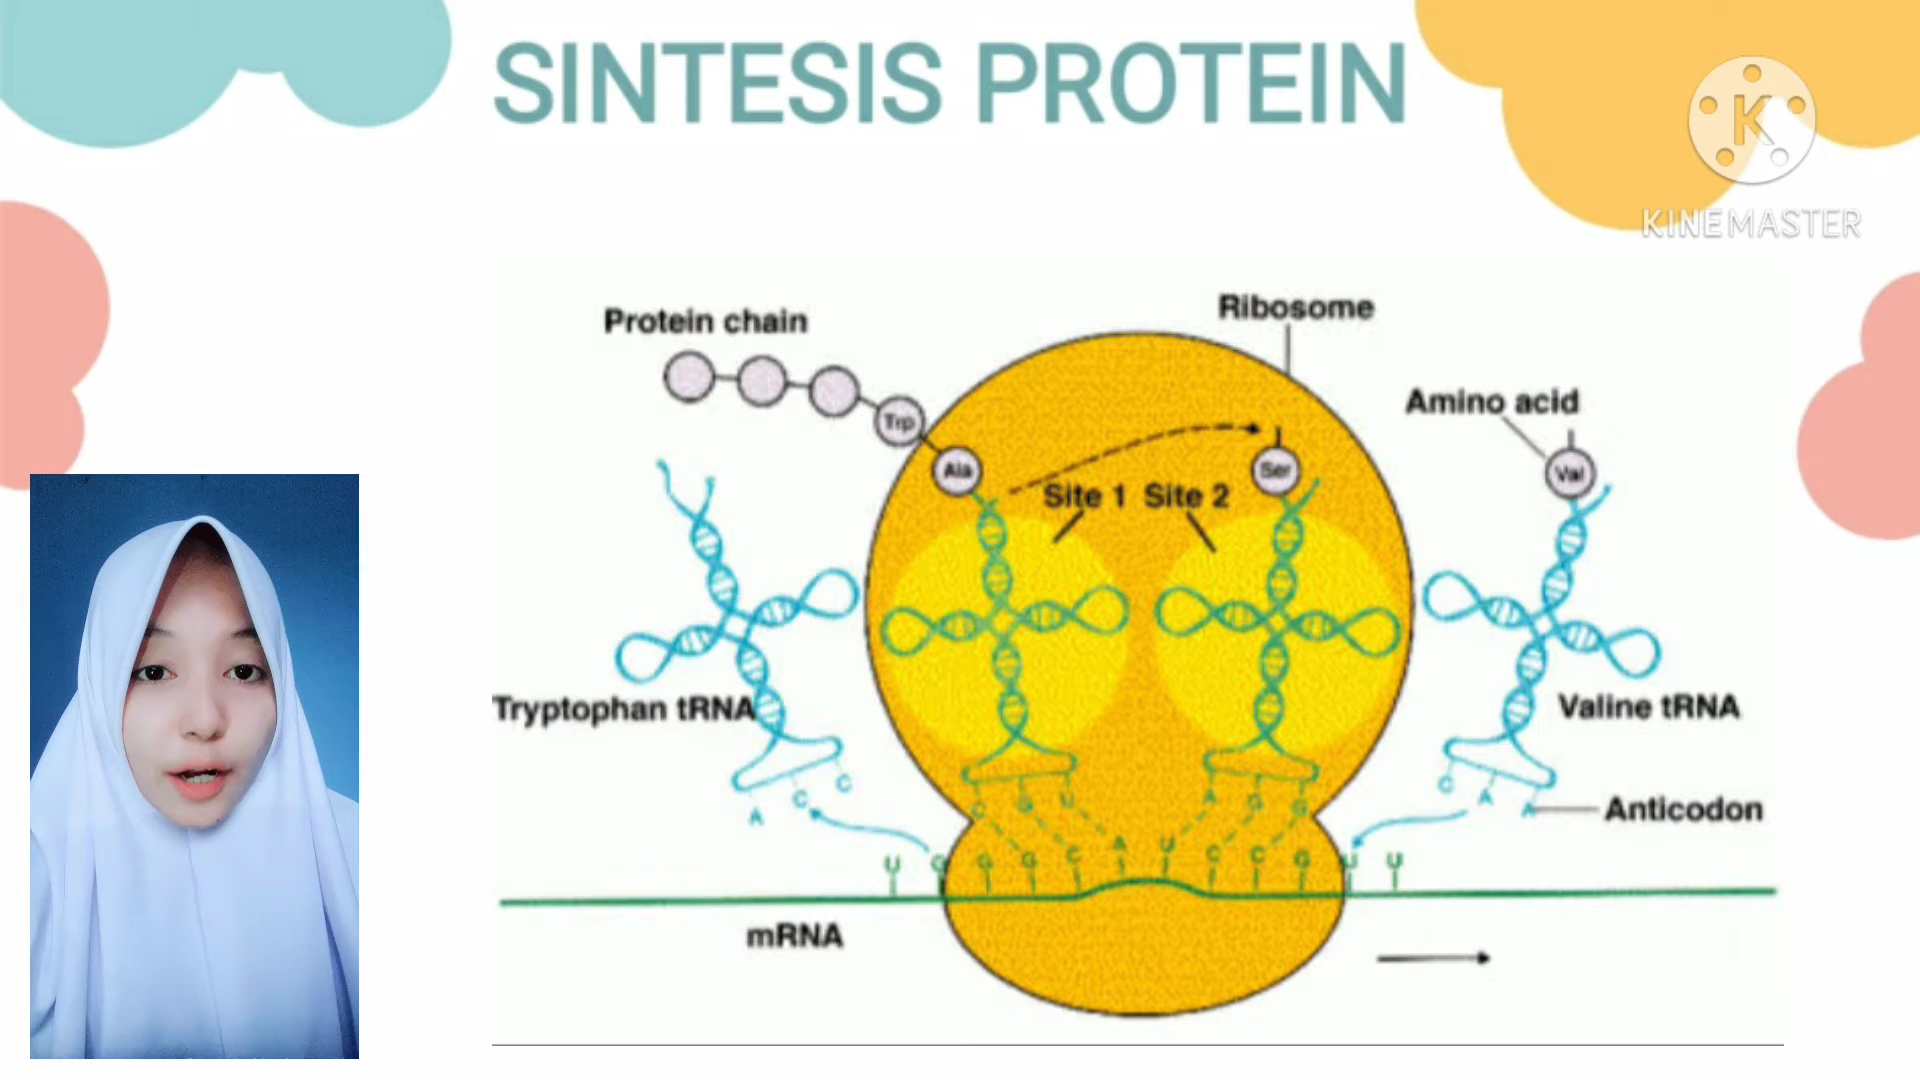 SINTESIS PROTEIN
K
KINEMASTER
Protein chain
Ribosome
Amino acid
Trp
Ala
Ser
Val
Site 1 Site 2
Tryptophan tRNA
Valine tRNA
A C C
C G U
A G G
C A A
Anticodon
U G G G C A U C C G U U
mRNA